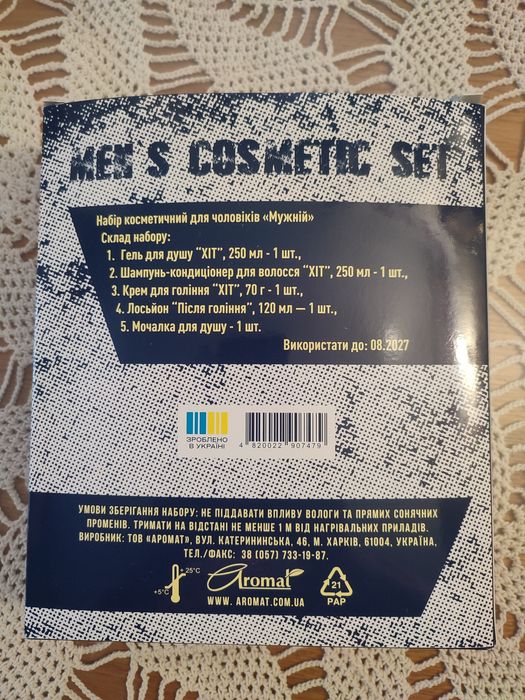 MEN'S COSMETIC SET
Набір косметичний для чоловіків «Мужній»
Склад набору:
1. Гель для душу "ХІТ", 250 мл - 1 шт.,
2. Шампунь-кондиціонер для волосся "ХІТ", 250 мл - 1 шт.,
3. Крем для гоління "ХІТ", 70 г - 1 шт.,
4. Лосьйон "Після гоління", 120 мл — 1 шт.,
5. Мочалка для душу - 1 шт.
Використати до: 08.2027
ЗРОБЛЕНО
В УКРАЇНІ
4 820022 907479
УМОВИ ЗБЕРІГАННЯ НАБОРУ: НЕ ПІДДАВАТИ ВПЛИВУ ВОЛОГИ ТА ПРЯМИХ СОНЯЧНИХ
ПРОМЕНІВ. ТРИМАТИ НА ВІДСТАНІ НЕ МЕНШЕ 1 М ВІД НАГРІВАЛЬНИХ ПРИЛАДІВ.
ВИРОБНИК: ТОВ «АРОМАТ», ВУЛ. КАТЕРИНИНСЬКА, 46, М. ХАРКІВ, 61004, УКРАЇНА,
ТЕЛ./ФАКС: 38 (057) 733-19-87.
+5°C
+25°C
Aromat
WWW. AROMAT.COM.UA
21
PAP